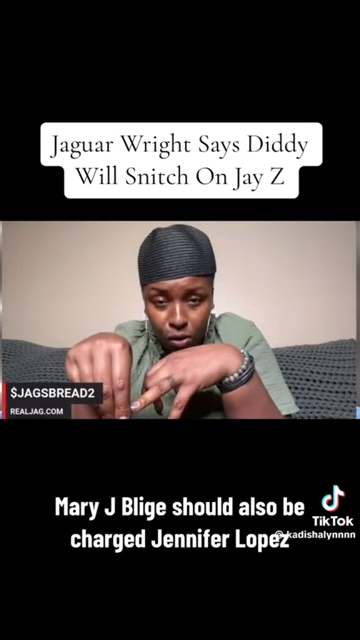 Jaguar Wright Says Diddy
Will Snitch On Jay Z
$JAGSBREAD2
REALJAG.COM
Mary J Blige should also be
charged Jennifer Lopez
TikTok
@.kadishalynnnn